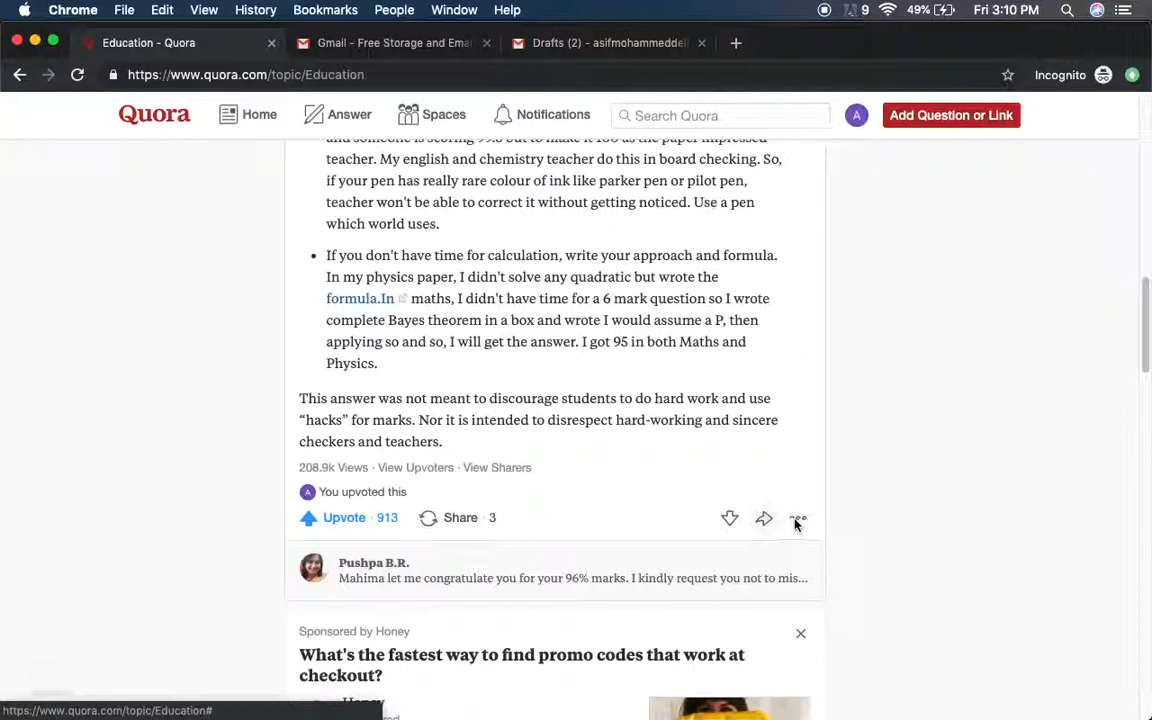 Chrome File Edit View History Bookmarks People Window Help 9 49% Fri 3:10 PM
Education - Quora Gmail - Free Storage and Ema Drafts (2) - asifmohammeddel
https://www.quora.com/topic/Education Incognito
Quora Home Answer Spaces Notifications Search Quora A Add Question or Link
teacher. My english and chemistry teacher do this in board checking. So,
if your pen has really rare colour of ink like parker pen or pilot pen,
teacher won't be able to correct it without getting noticed. Use a pen
which world uses.
• If you don't have time for calculation, write your approach and formula.
In my physics paper, I didn't solve any quadratic but wrote the
formula.In maths, I didn't have time for a 6 mark question so I wrote
complete Bayes theorem in a box and wrote I would assume a P, then
applying so and so, I will get the answer. I got 95 in both Maths and
Physics.
This answer was not meant to discourage students to do hard work and use
“hacks” for marks. Nor it is intended to disrespect hard-working and sincere
checkers and teachers.
208.9k Views · View Upvoters · View Sharers
A You upvoted this
Upvote · 913 Share · 3
Pushpa B.R.
Mahima let me congratulate you for your 96% marks. I kindly request you not to mis...
Sponsored by Honey
What's the fastest way to find promo codes that work at
checkout?
https://www.quora.com/topic/Education#